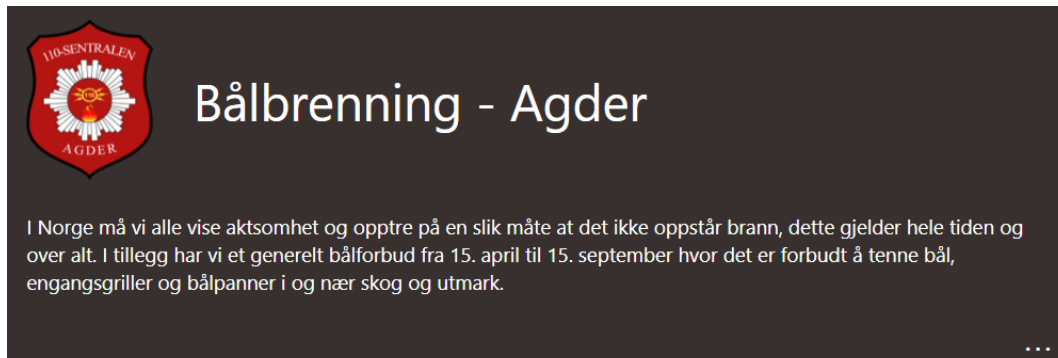 110-SENTRALEN
110
AGDER
Bålbrenning - Agder
I Norge må vi alle vise aktsomhet og opptre på en slik måte at det ikke oppstår brann, dette gjelder hele tiden og
over alt. I tillegg har vi et generelt bålforbud fra 15. april til 15. september hvor det er forbudt å tenne bål,
engangsgriller og bålpanner i og nær skog og utmark.
...